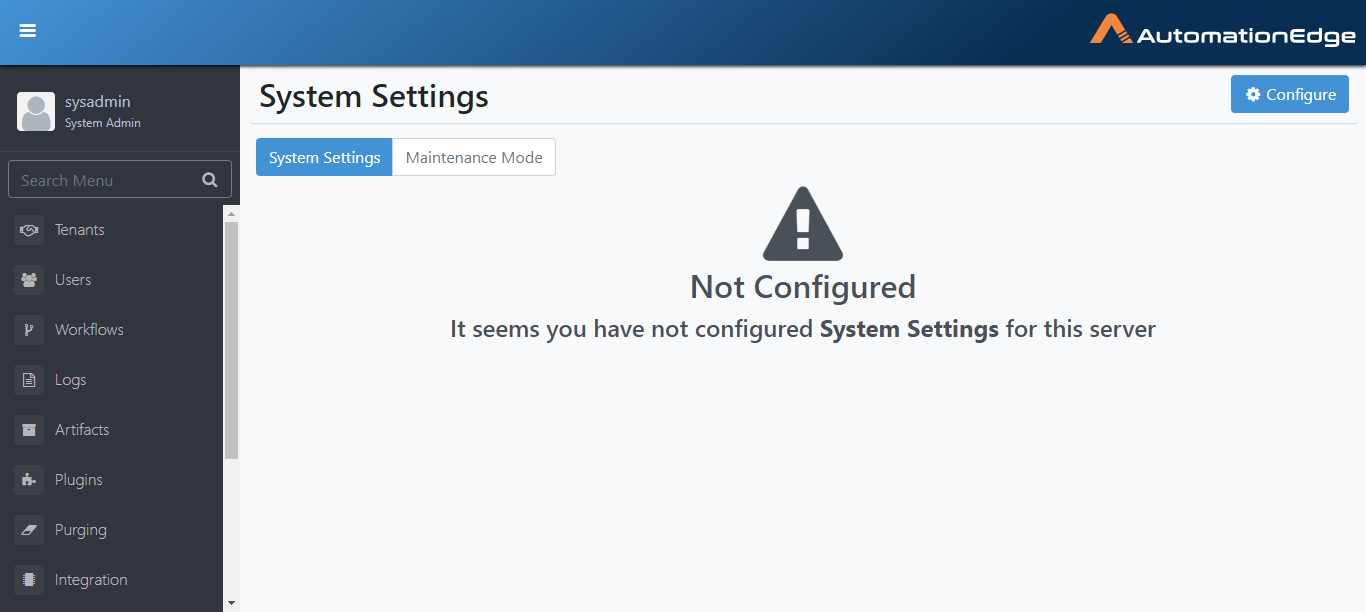 AutomationEdge
sysadmin
System Admin
Search Menu
Tenants
Users
Workflows
Logs
Artifacts
Plugins
Purging
Integration
System Settings
Configure
System Settings
Maintenance Mode
Not Configured
It seems you have not configured System Settings for this server